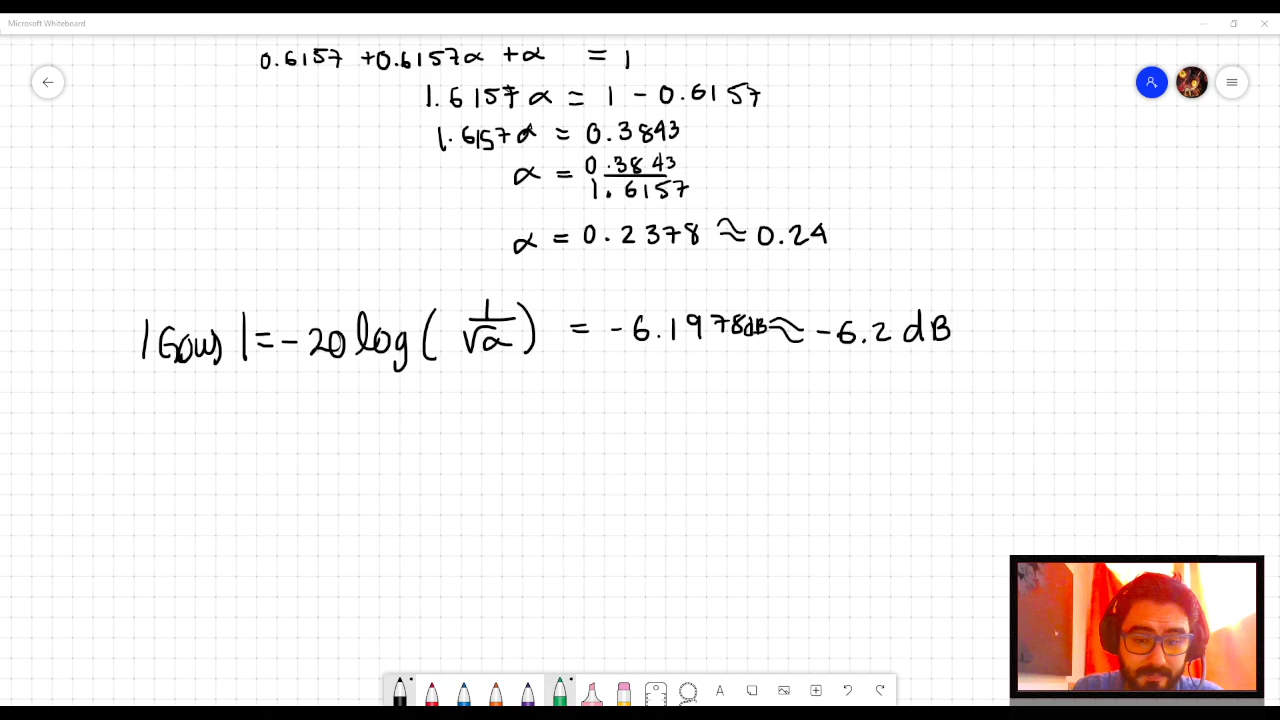 Microsoft Whiteboard
0.6157 + 0.6157α + α = 1
1.6157α = 1 - 0.6157
1.6157α = 0.3843
α = 0.3843
1.6157
α = 0.2378 ≈ 0.24
|G(jω)| = -20 log ( 1 / √α ) = -6.1978dB ≈ -6.2 dB
A